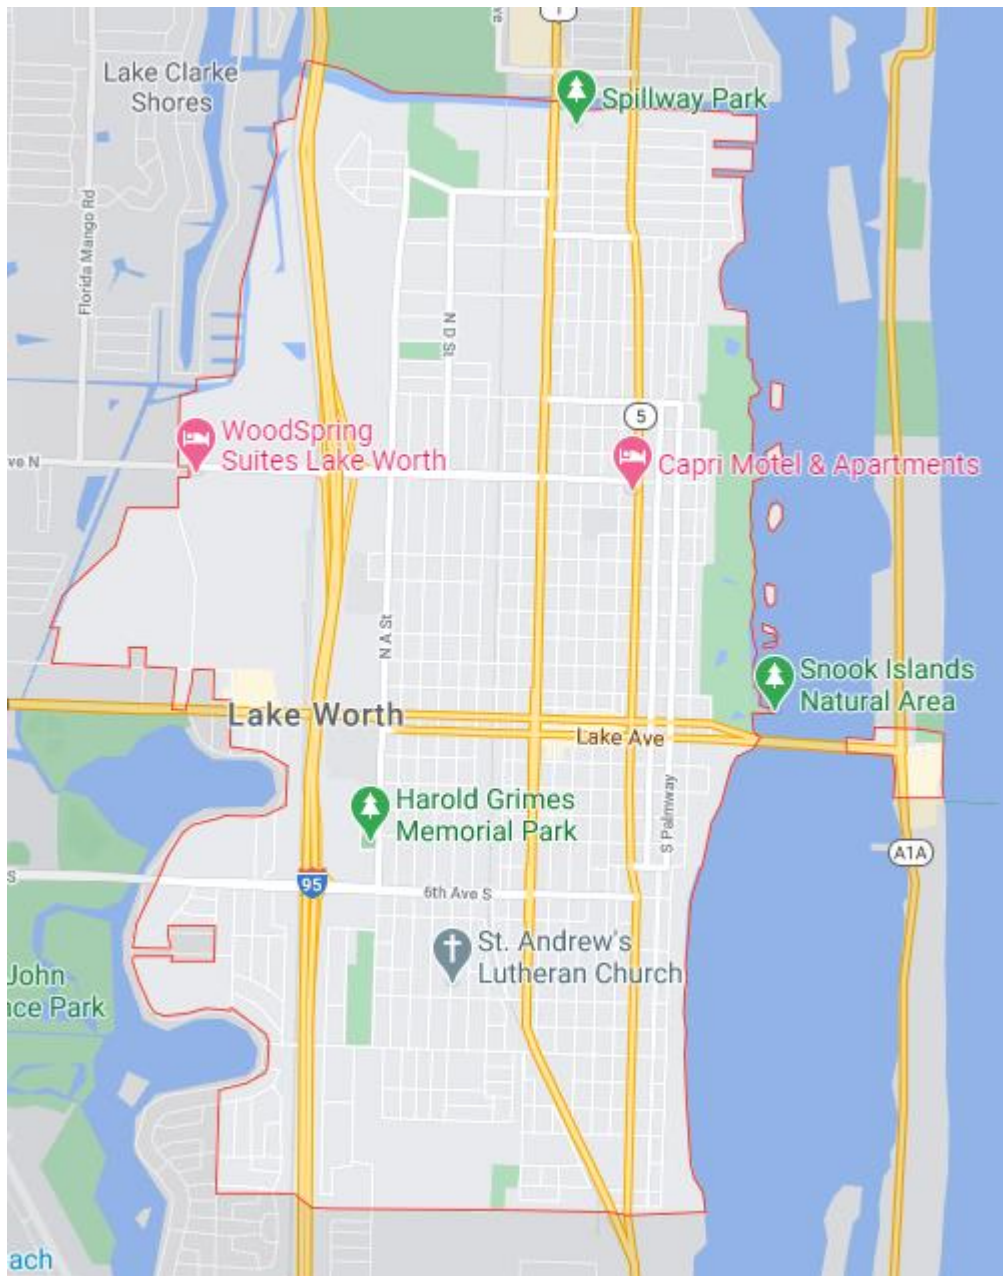 1
ve
Lake Clarke
Shores
Spillway Park
Florida Mango Rd
N D St
5
WoodSpring
Suites Lake Worth
ve N
Capri Motel & Apartments
N A St
Snook Islands
Natural Area
Lake Worth
Lake Ave
Harold Grimes
Memorial Park
S Palmway
A1A
S
95
6th Ave S
St. Andrew's
Lutheran Church
John
nce Park
ach